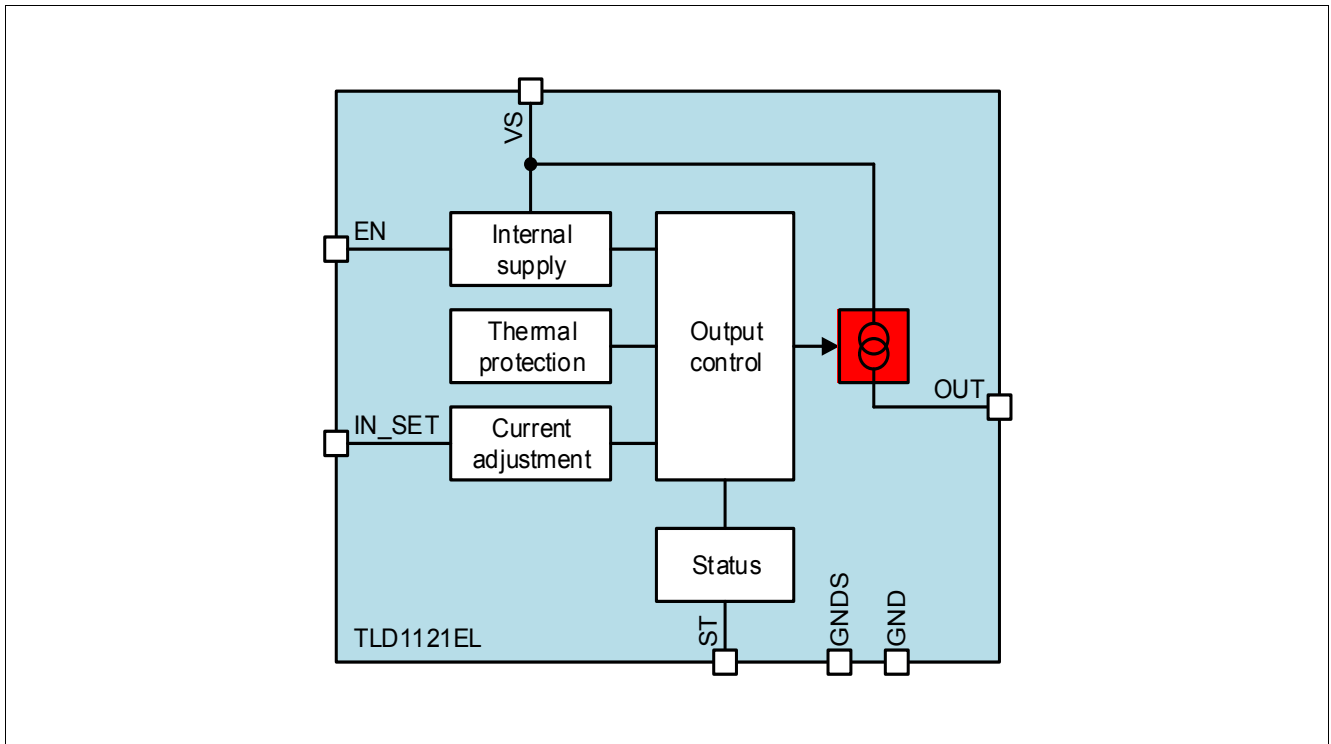 VS
EN
Internal
supply
Thermal
protection
Output
control
OUT
IN_SET
Current
adjustment
Status
ST
GNDS
GND
TLD1121EL